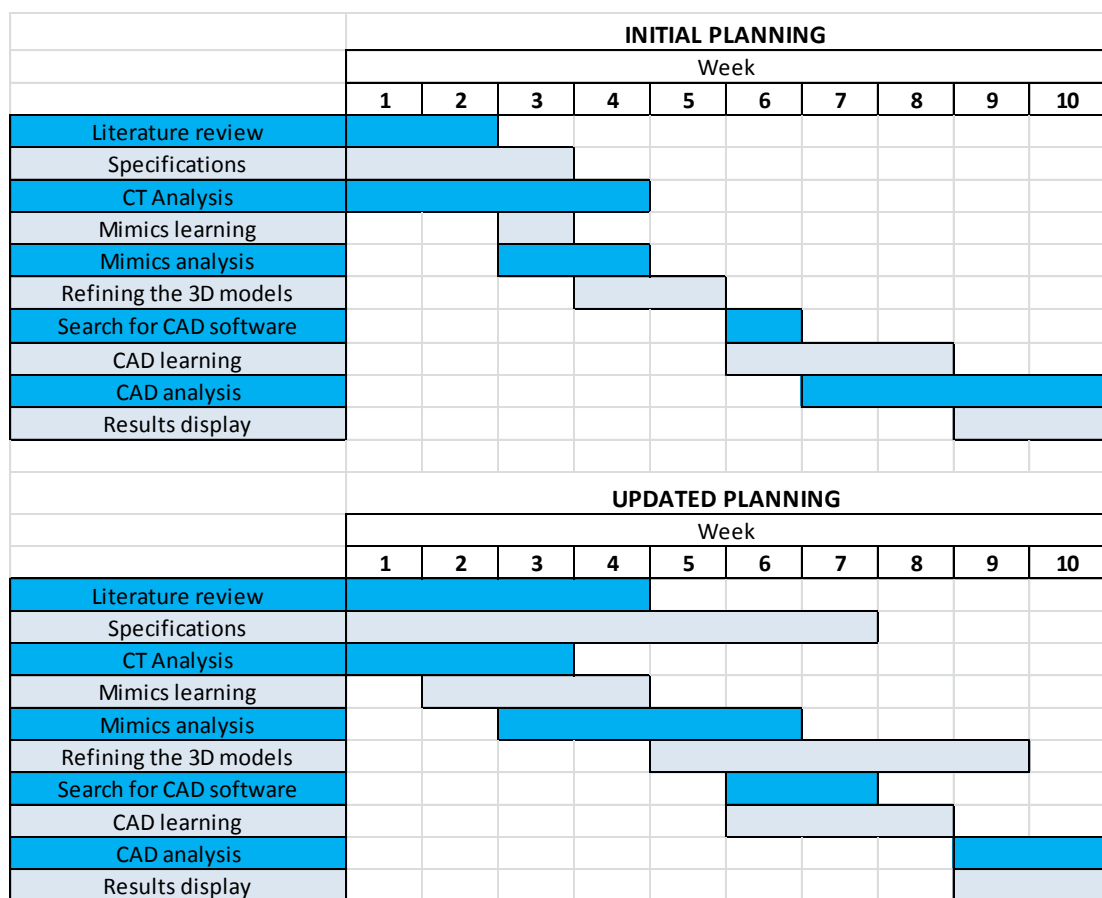 INITIAL PLANNING
Week
1 2 3 4 5 6 7 8 9 10
Literature review
Specifications
CT Analysis
Mimics learning
Mimics analysis
Refining the 3D models
Search for CAD software
CAD learning
CAD analysis
Results display
UPDATED PLANNING
Week
1 2 3 4 5 6 7 8 9 10
Literature review
Specifications
CT Analysis
Mimics learning
Mimics analysis
Refining the 3D models
Search for CAD software
CAD learning
CAD analysis
Results display